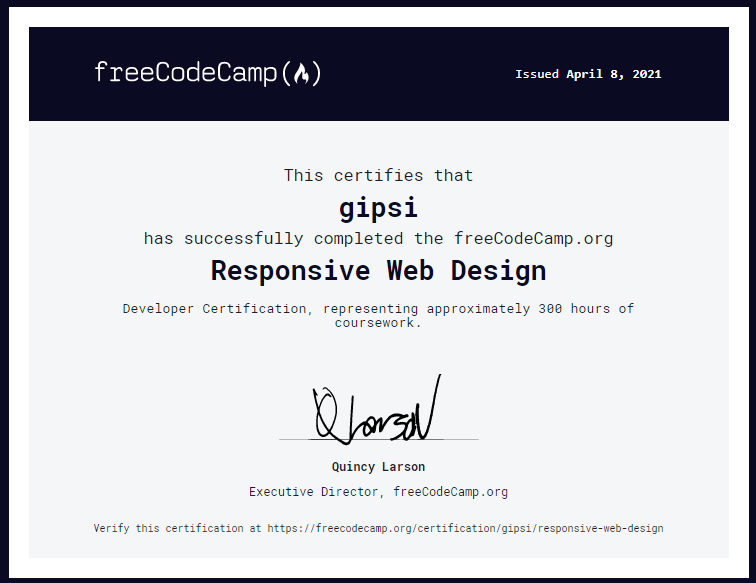 freeCodeCamp(🔥)
Issued April 8, 2021
This certifies that
gipsi
has successfully completed the freeCodeCamp.org
Responsive Web Design
Developer Certification, representing approximately 300 hours of
coursework.
QLarson
Quincy Larson
Executive Director, freeCodeCamp.org
Verify this certification at https://freecodecamp.org/certification/gipsi/responsive-web-design